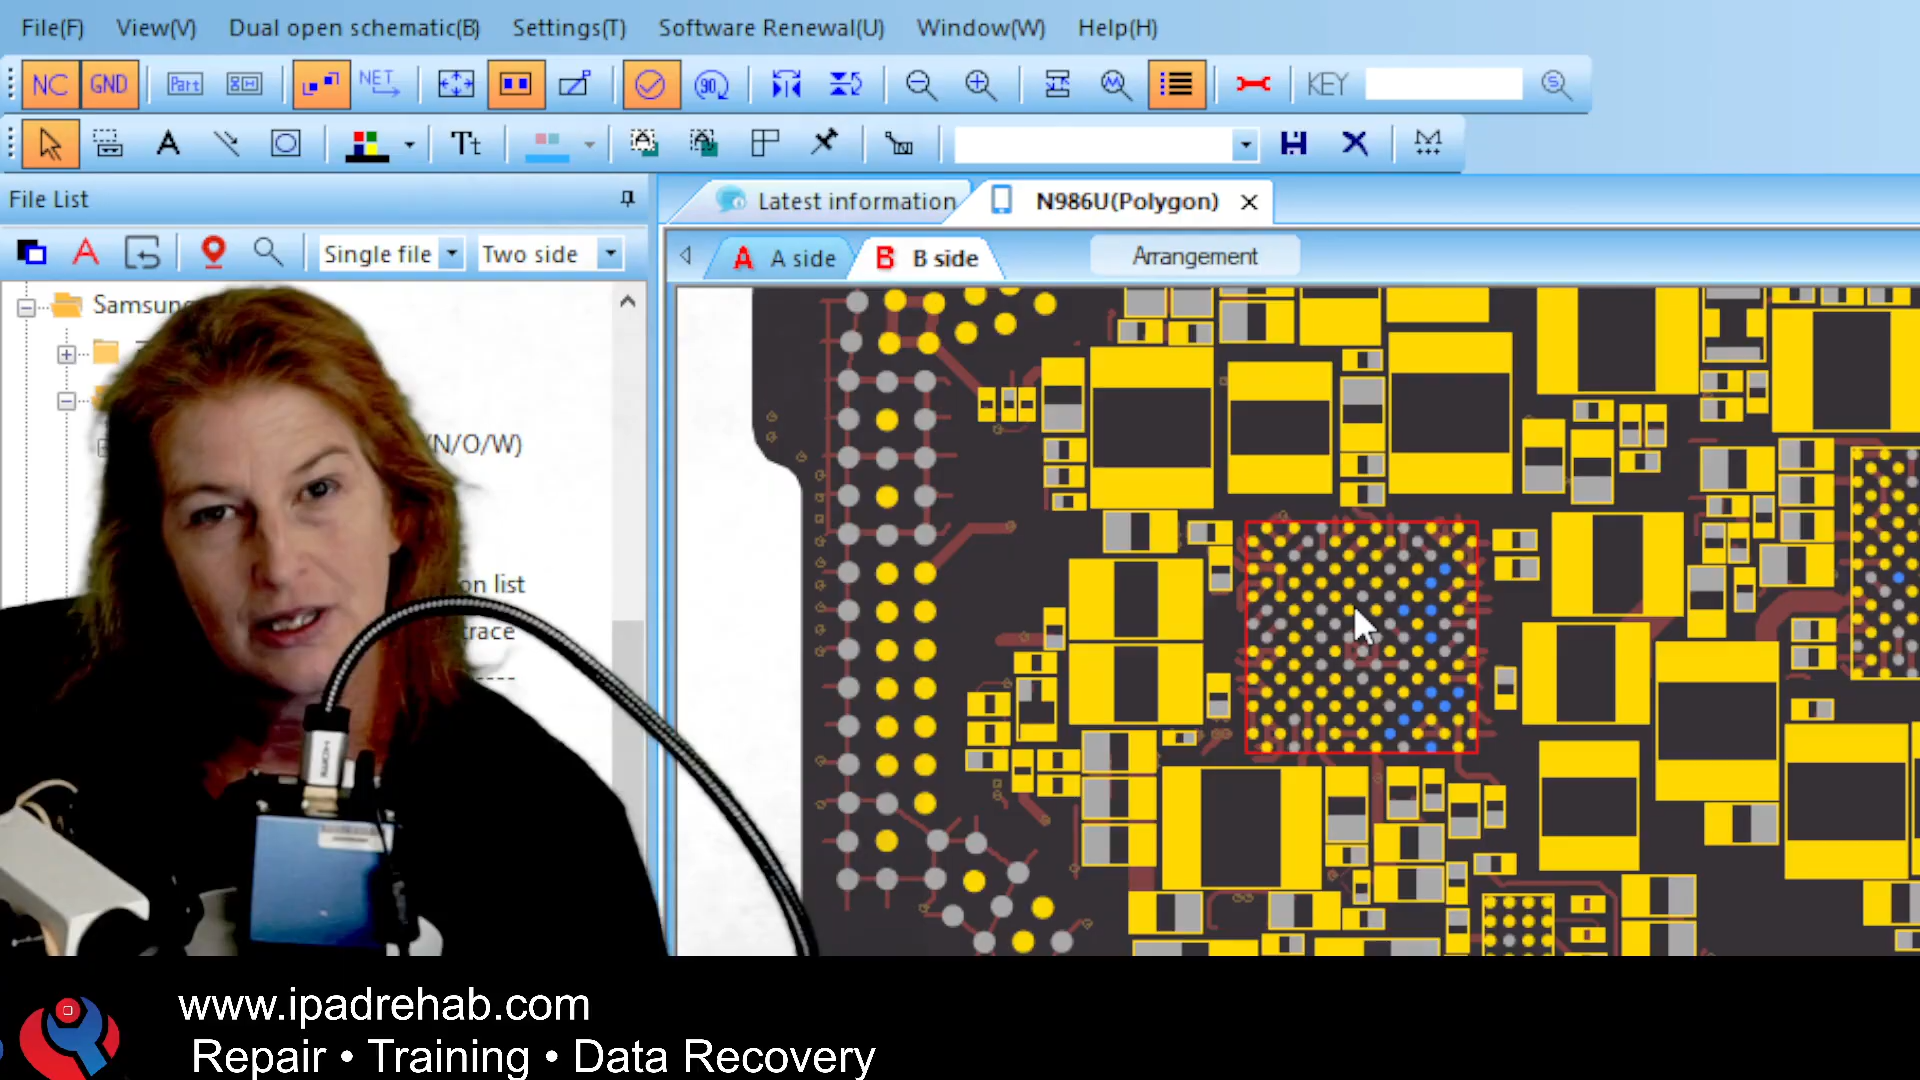 File(F) View(V) Dual open schematic(B) Settings(T) Software Renewal(U) Window(W) Help(H)
NC GND Part NET 90 KEY
A Tt
File List
Latest information N986U(Polygon)
A Single file Two side
A A side B B side Arrangement
Samsun
(N/O/W)
on list
trace
HDMI
www.ipadrehab.com
Repair • Training • Data Recovery